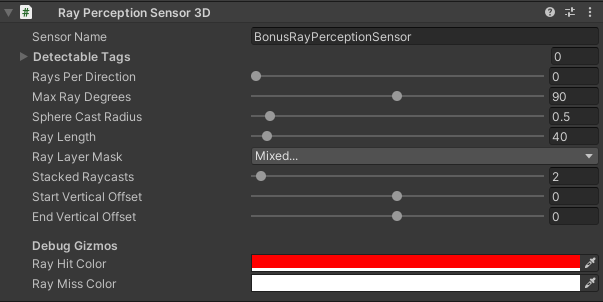 Ray Perception Sensor 3D
Sensor Name BonusRayPerceptionSensor
Detectable Tags 0
Rays Per Direction 0
Max Ray Degrees 90
Sphere Cast Radius 0.5
Ray Length 40
Ray Layer Mask Mixed...
Stacked Raycasts 2
Start Vertical Offset 0
End Vertical Offset 0
Debug Gizmos
Ray Hit Color
Ray Miss Color